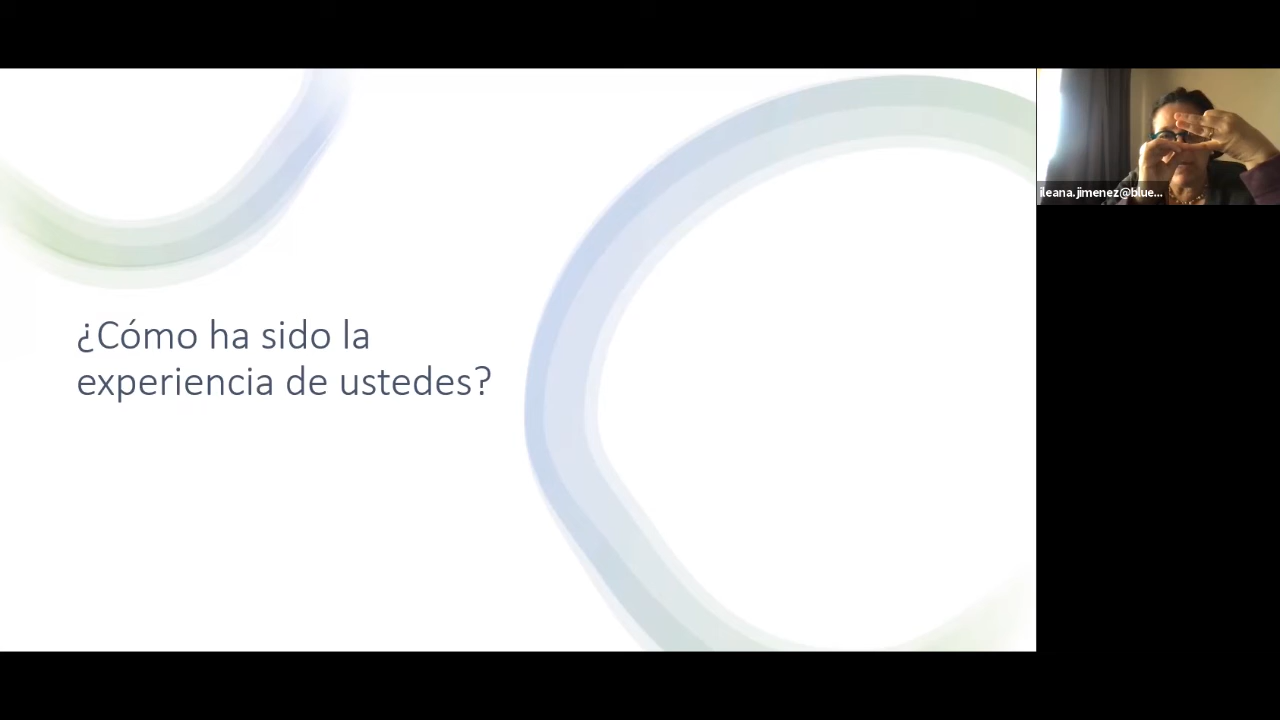 ¿Cómo ha sido la
experiencia de ustedes?
ileana.jimenez@blue...